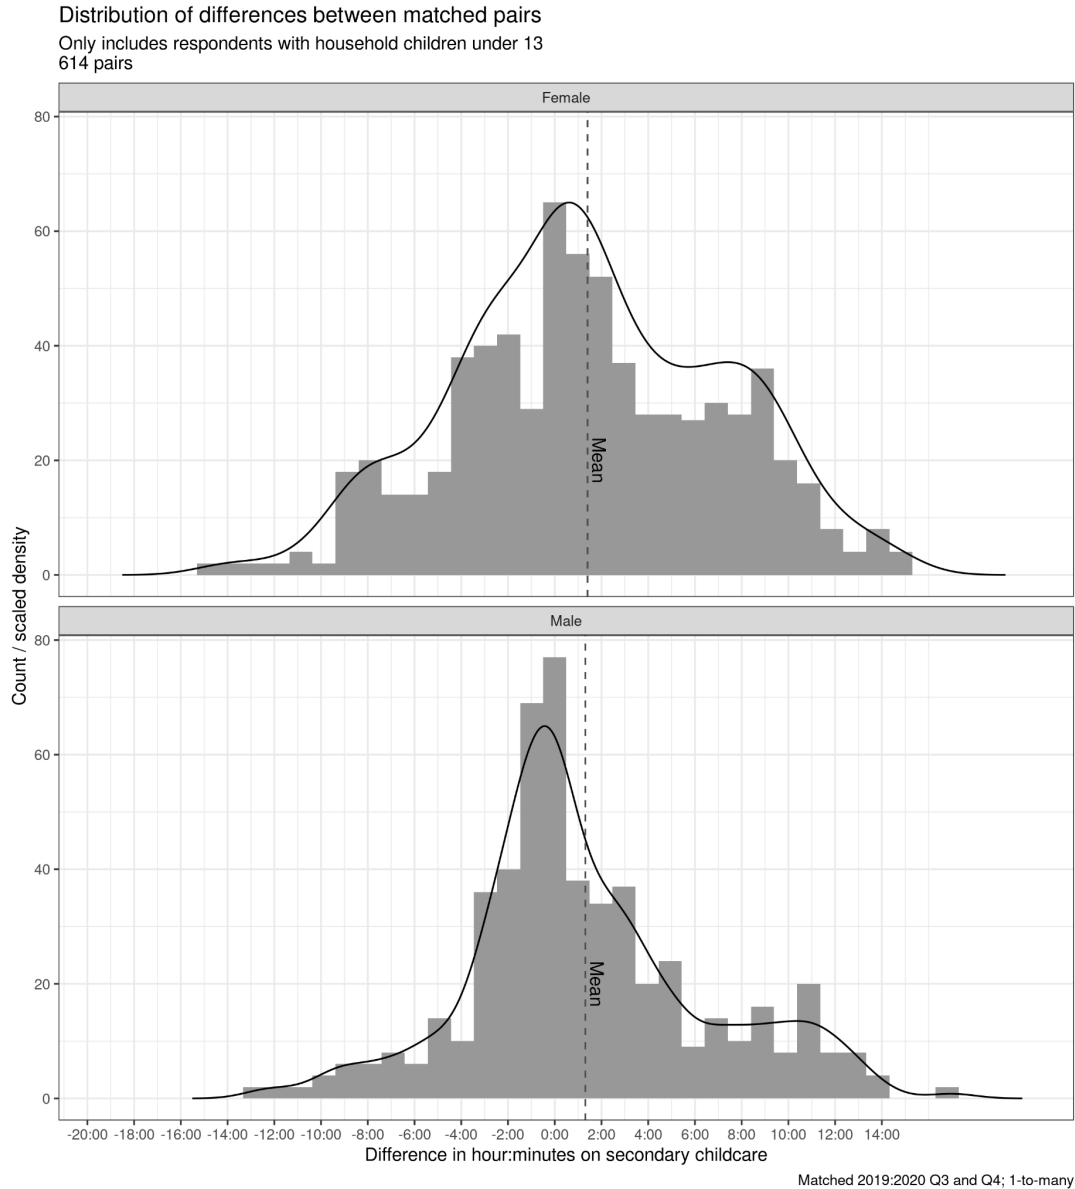 Distribution of differences between matched pairs
Only includes respondents with household children under 13
614 pairs
Female
80
60
40
20
0
Mean
Count / scaled density
Male
80
60
40
20
0
Mean
-20:00 -18:00 -16:00 -14:00 -12:00 -10:00 -8:00 -6:00 -4:00 -2:00 0:00 2:00 4:00 6:00 8:00 10:00 12:00 14:00
Difference in hour:minutes on secondary childcare
Matched 2019:2020 Q3 and Q4; 1-to-many